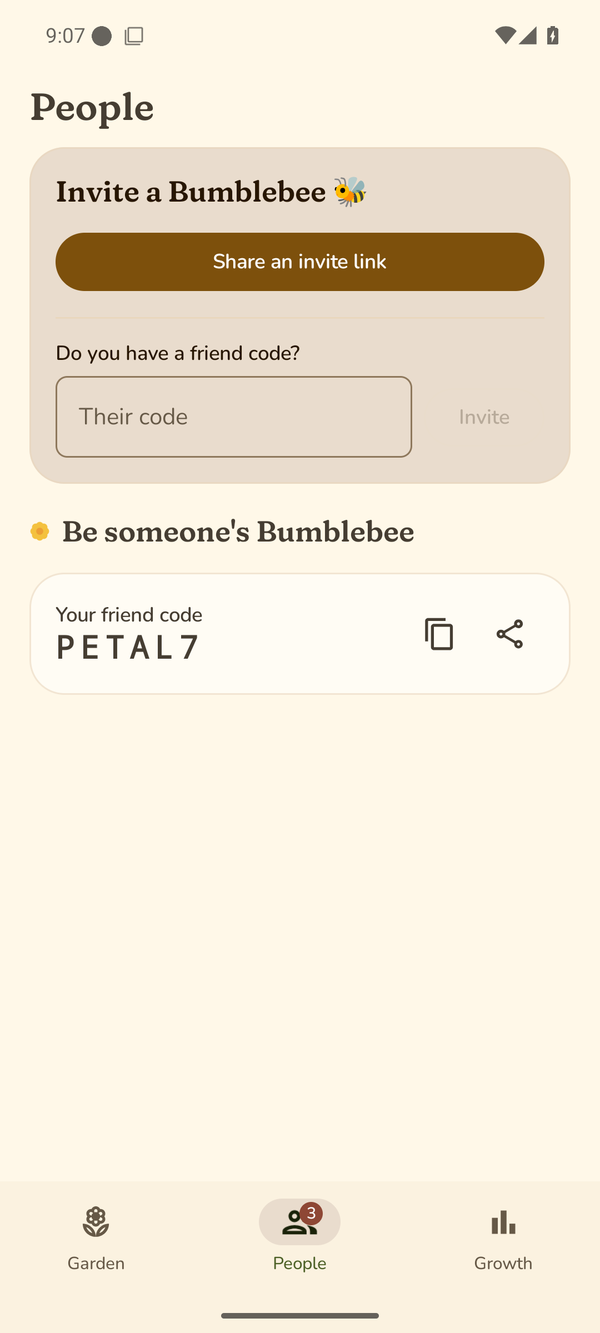 9:07
People
Invite a Bumblebee 🐝
Share an invite link
Do you have a friend code?
Their code
Invite
Be someone's Bumblebee
Your friend code
PETAL7
3
Garden
People
Growth